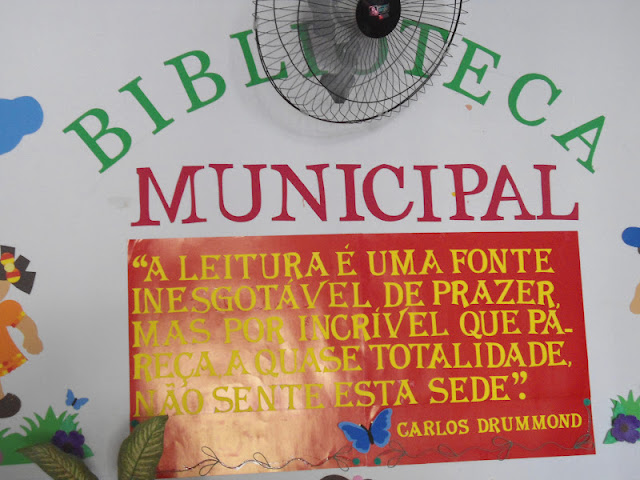 BIBLIOTECA
MUNICIPAL
“A LEITURA É UMA FONTE
INESGOTÁVEL DE PRAZER,
MAS POR INCRÍVEL QUE PA-
REÇA, A QUASE TOTALIDADE,
NÃO SENTE ESTA SEDE”.
CARLOS DRUMMOND